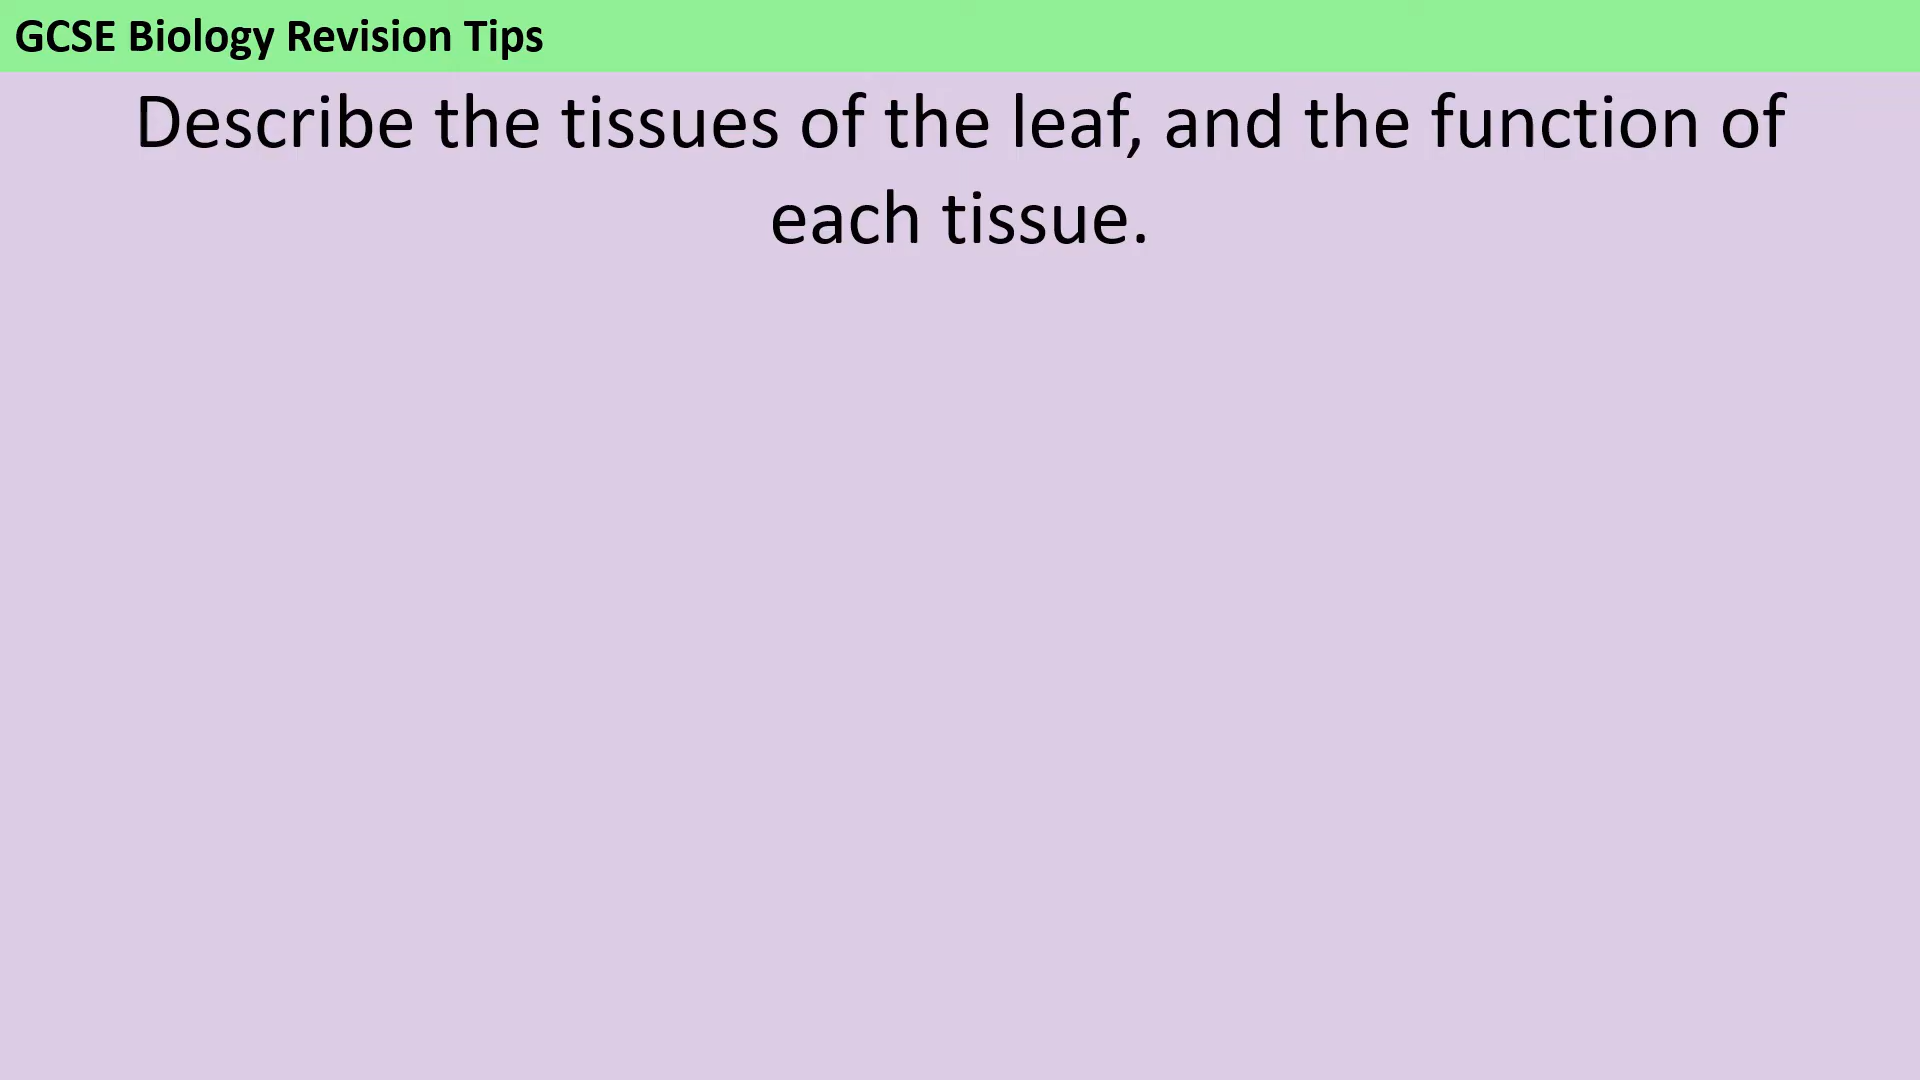 GCSE Biology Revision Tips
Describe the tissues of the leaf, and the function of
each tissue.